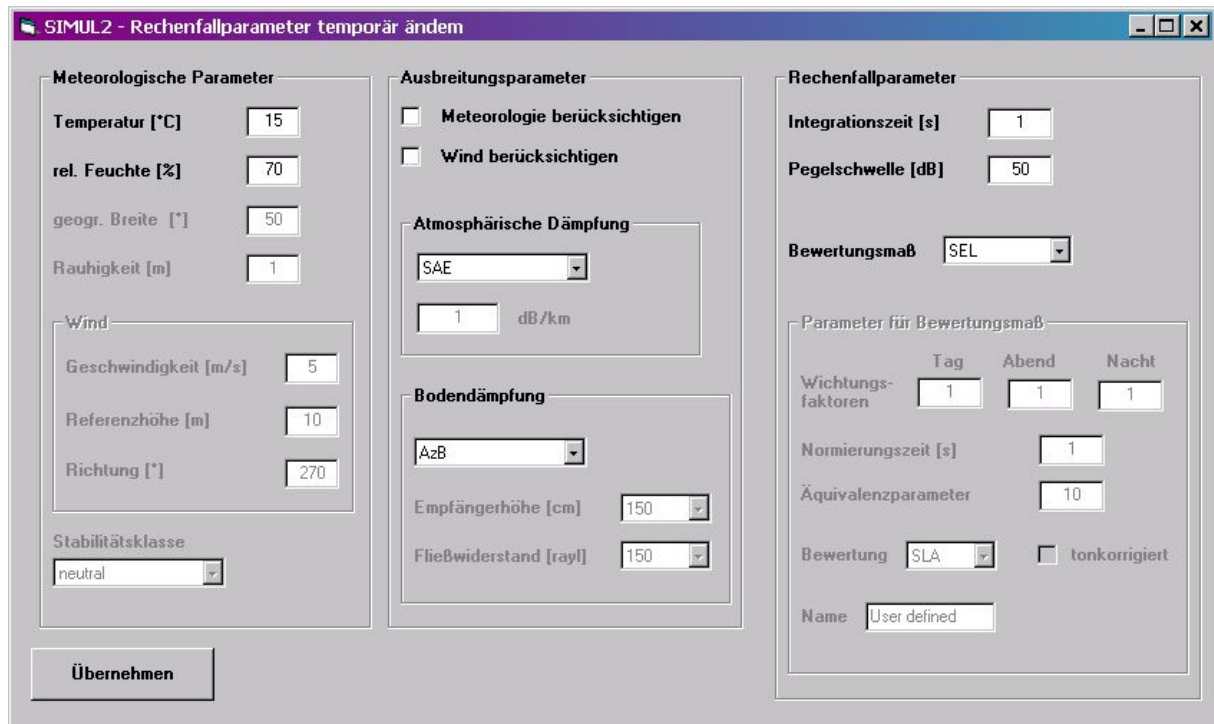 SIMUL2 - Rechenfallparameter temporär ändern
Meteorologische Parameter
Temperatur [°C] 15
rel. Feuchte [%] 70
geogr. Breite [°] 50
Rauhigkeit [m] 1
Wind
Geschwindigkeit [m/s] 5
Referenzhöhe [m] 10
Richtung [°] 270
Stabilitätsklasse
neutral
Ausbreitungsparameter
Meteorologie berücksichtigen
Wind berücksichtigen
Atmosphärische Dämpfung
SAE
1 dB/km
Bodendämpfung
AzB
Empfängerhöhe [cm] 150
Fließwiderstand [rayl] 150
Rechenfallparameter
Integrationszeit [s] 1
Pegelschwelle [dB] 50
Bewertungsmaß SEL
Parameter für Bewertungsmaß
Tag Abend Nacht
Wichtungs-
faktoren 1 1 1
Normierungszeit [s] 1
Äquivalenzparameter 10
Bewertung SLA tonkorrigiert
Name User defined
Übernehmen